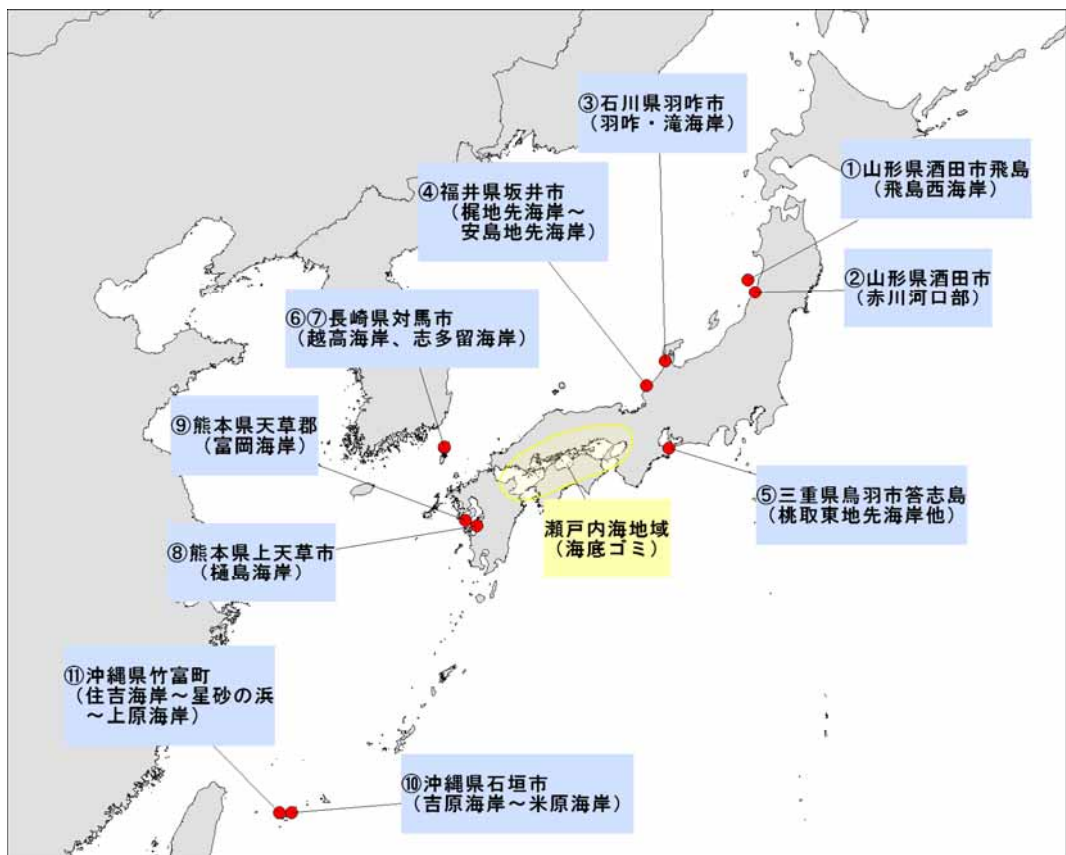 ③石川県羽咋市
（羽咋・滝海岸）
①山形県酒田市飛島
（飛島西海岸）
④福井県坂井市
（梶地先海岸～
安島地先海岸）
②山形県酒田市
（赤川河口部）
⑥⑦長崎県対馬市
（越高海岸、志多留海岸）
⑨熊本県天草郡
（富岡海岸）
⑤三重県鳥羽市答志島
（桃取東地先海岸他）
瀬戸内海地域
（海底ゴミ）
⑧熊本県上天草市
（樋島海岸）
⑪沖縄県竹富町
（住吉海岸～星砂の浜
～上原海岸）
⑩沖縄県石垣市
（吉原海岸～米原海岸）